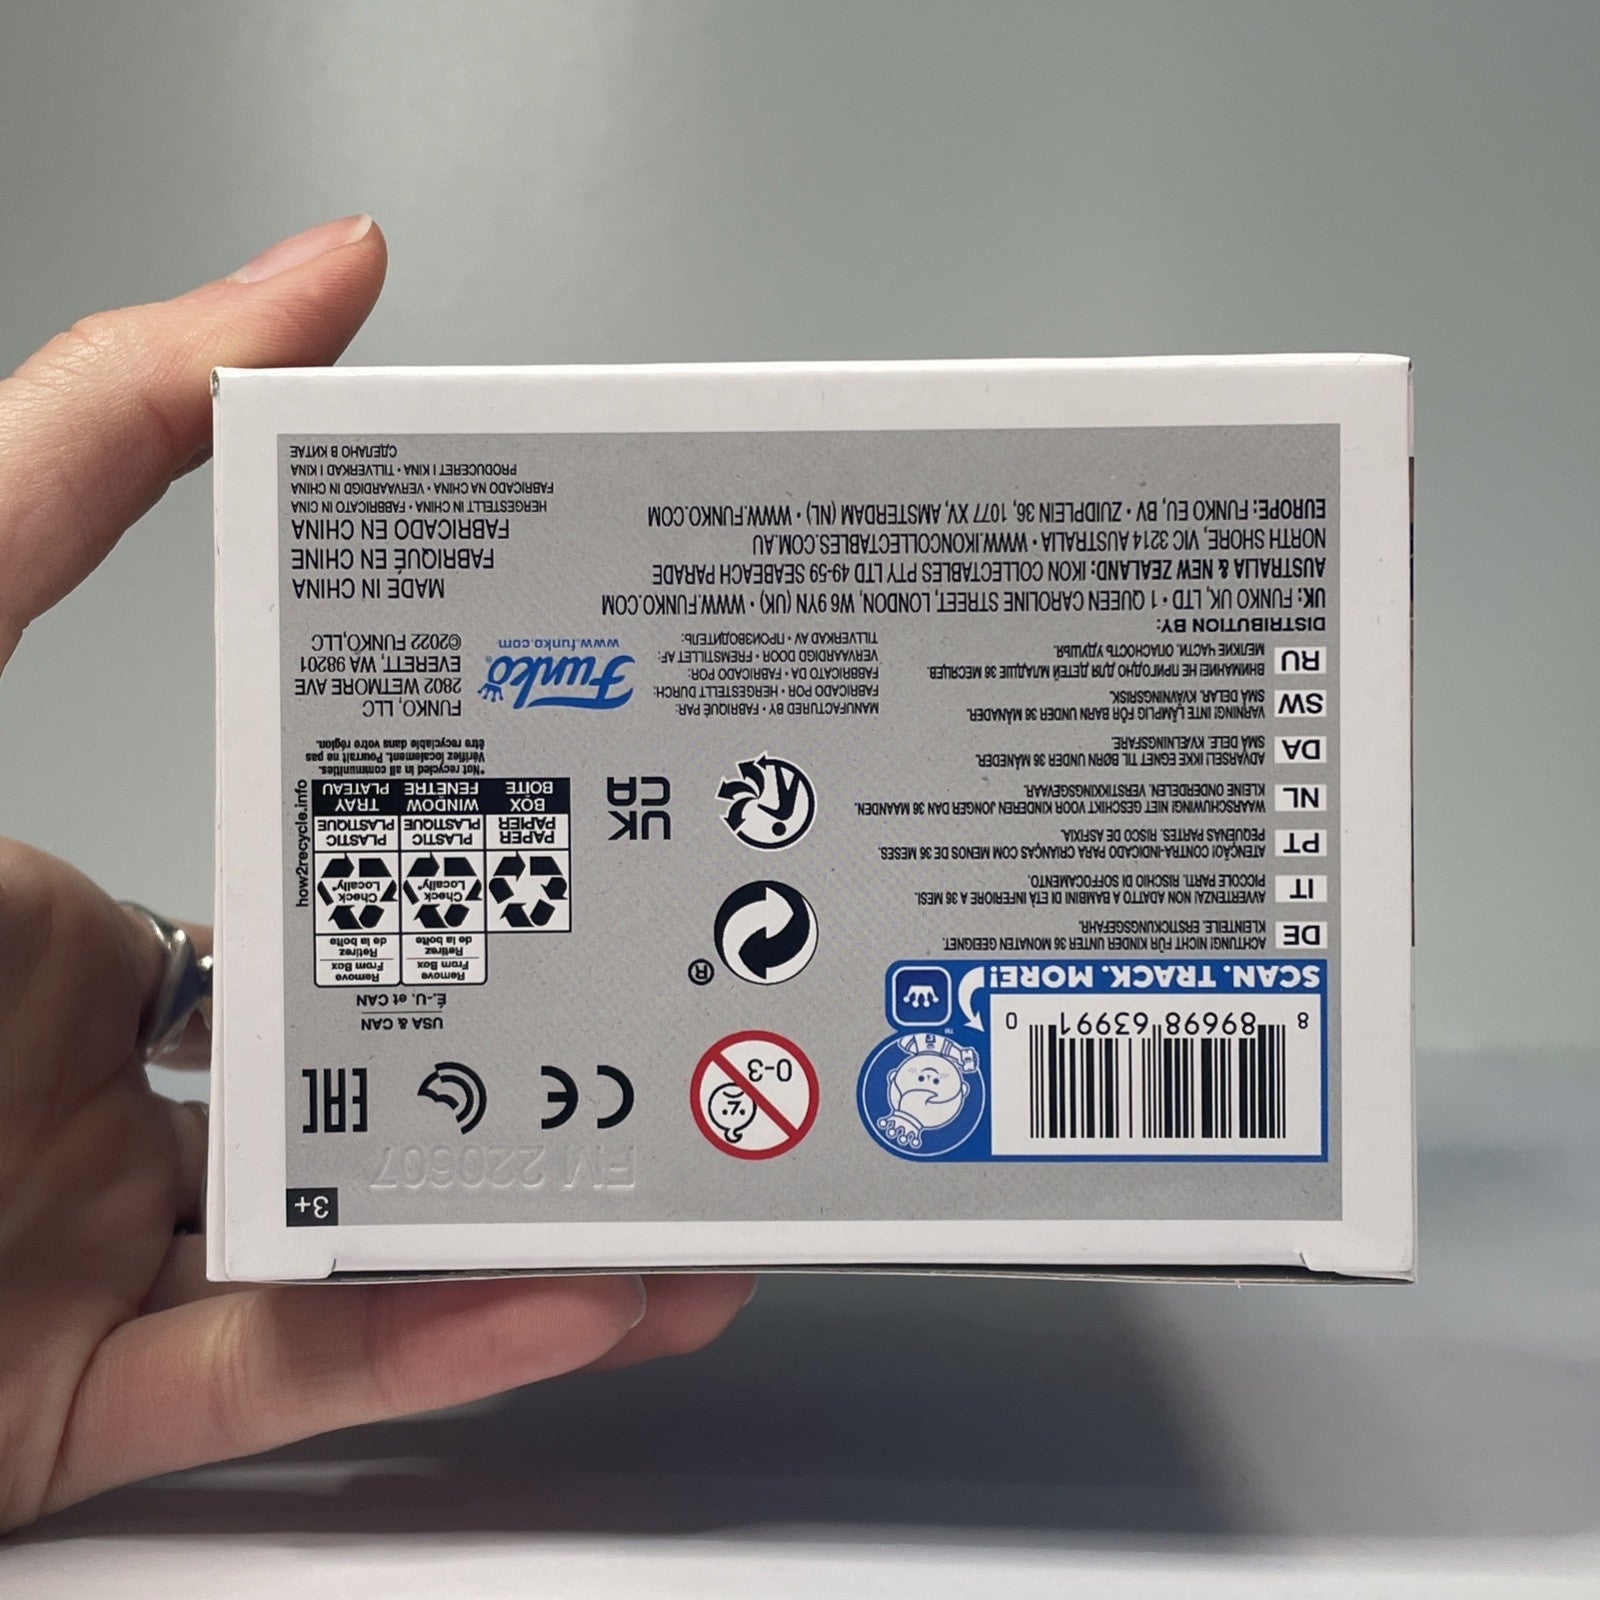 3+
FM 220607
8 89698 63991 0
SCAN. TRACK. MORE!
™
0-3
CE
EAC
USA & CAN
É.-U. et CAN
Remove From Box
Retirez de la boîte
Remove From Box
Retirez de la boîte
Check Locally*
Check Locally*
PAPER
PAPIER
BOX
BOÎTE
PLASTIC
PLASTIQUE
WINDOW
FENÊTRE
PLASTIC
PLASTIQUE
TRAY
PLATEAU
how2recycle.info
*Not recycled in all communities.
Vérifiez localement. Pourrait ne pas
être recyclable dans votre région.
®
UK
CA
DE
ACHTUNG! NICHT FÜR KINDER UNTER 36 MONATEN GEEIGNET.
KLEINTEILE. ERSTICKUNGSGEFAHR.
IT
AVVERTENZA! NON ADATTO A BAMBINI DI ETÀ INFERIORE A 36 MESI.
PICCOLE PARTI. RISCHIO DI SOFFOCAMENTO.
PT
ATENÇÃO! CONTRA-INDICADO PARA CRIANÇAS COM MENOS DE 36 MESES.
PEQUENAS PARTES. RISCO DE ASFIXIA.
NL
WAARSCHUWING! NIET GESCHIKT VOOR KINDEREN JONGER DAN 36 MAANDEN.
KLEINE ONDERDELEN. VERSTIKKINGSGEVAAR.
DA
ADVARSEL! IKKE EGNET TIL BØRN UNDER 36 MÅNEDER.
SMÅ DELE. KVÆLNINGSFARE.
SW
VARNING! INTE LÄMPLIG FÖR BARN UNDER 36 MÅNADER.
SMÅ DELAR. KVÄVNINGSRISK.
RU
ВНИМАНИЕ! НЕ ПРИГОДНО ДЛЯ ДЕТЕЙ МЛАДШЕ 36 МЕСЯЦЕВ.
МЕЛКИЕ ЧАСТИ. ОПАСНОСТЬ УДУШЬЯ.
MANUFACTURED BY • FABRIQUÉ PAR:
FABRICADO POR • HERGESTELLT DURCH:
FABBRICATO DA • FABRICADO POR:
VERVAARDIGD DOOR • FREMSTILLET AF:
TILLVERKAD AV • ПРОИЗВОДИТЕЛЬ:
Funko®
www.funko.com
FUNKO, LLC
2802 WETMORE AVE
EVERETT, WA 98201
©2022 FUNKO,LLC
DISTRIBUTION BY:
UK: FUNKO UK, LTD • 1 QUEEN CAROLINE STREET, LONDON, W6 9YN (UK) • WWW.FUNKO.COM
AUSTRALIA & NEW ZEALAND: IKON COLLECTABLES PTY LTD 49-59 SEABEACH PARADE
NORTH SHORE, VIC 3214 AUSTRALIA • WWW.IKONCOLLECTABLES.COM.AU
EUROPE: FUNKO EU, BV • ZUIDPLEIN 36, 1077 XV, AMSTERDAM (NL) • WWW.FUNKO.COM
MADE IN CHINA
FABRIQUÉ EN CHINE
FABRICADO EN CHINA
HERGESTELLT IN CHINA • FABBRICATO IN CINA
FABRICADO NA CHINA • VERVAARDIGD IN CHINA
PRODUCERET I KINA • TILLVERKAD I KINA
СДЕЛАНО В КИТАЕ